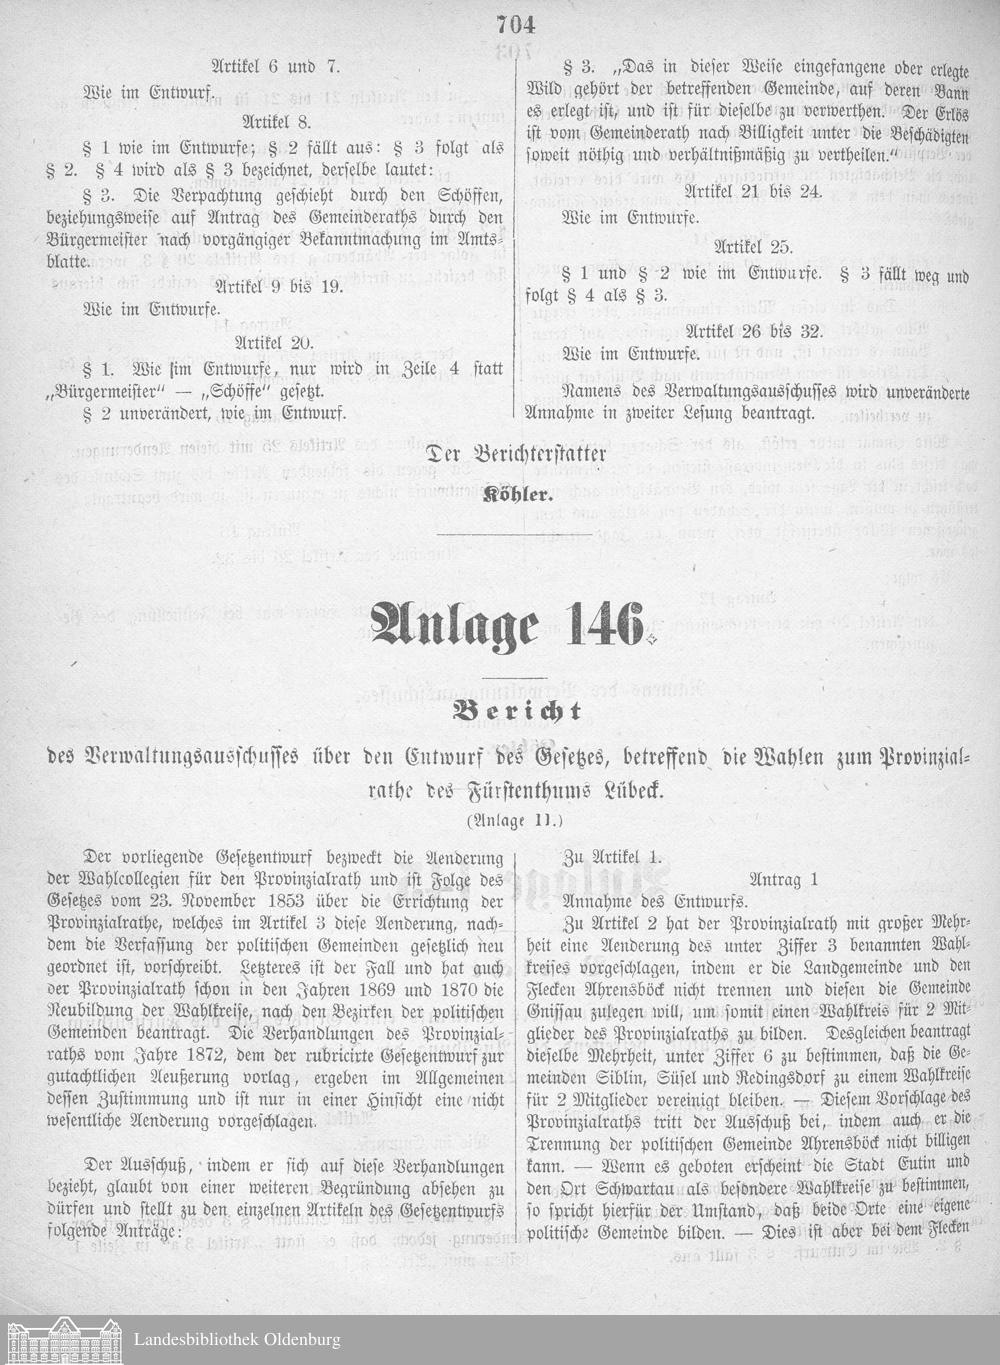 704
Artikel 6 und 7.
Wie im Entwurf.
Artikel 8.
§ 1 wie im Entwurfe; § 2 fällt aus: § 3 folgt als
§ 2. § 4 wird als § 3 bezeichnet, derselbe lautet:
§ 3. Die Verpachtung geschieht durch den Schöffen,
beziehungsweise auf Antrag des Gemeinderaths durch den
Bürgermeister nach vorgängiger Bekanntmachung im Amts-
blatte.
Artikel 9 bis 19.
Wie im Entwurfe.
Artikel 20.
§ 1. Wie im Entwurfe, nur wird in Zeile 4 statt
„Bürgermeister“ — „Schöffe“ gesetzt.
§ 2 unverändert, wie im Entwurf.
§ 3. „Das in dieser Weise eingefangene oder erlegte
Wild gehört der betreffenden Gemeinde, auf deren Bann
es erlegt ist, und ist für dieselbe zu verwerthen. Der Erlös
ist vom Gemeinderath nach Billigkeit unter die Beschädigten
soweit nöthig und verhältnißmäßig zu vertheilen.“
Artikel 21 bis 24.
Wie im Entwurfe.
Artikel 25.
§ 1 und § 2 wie im Entwurfe. § 3 fällt weg und
folgt § 4 als § 3.
Artikel 26 bis 32.
Wie im Entwurfe.
Namens des Verwaltungsausschusses wird unveränderte
Annahme in zweiter Lesung beantragt.
Der Berichterstatter
Köhler.
Anlage 146.
Bericht
des Verwaltungsausschusses über den Entwurf des Gesetzes, betreffend die Wahlen zum Provinzial-
rathe des Fürstenthums Lübeck.
(Anlage 11.)
Der vorliegende Gesetzentwurf bezweckt die Aenderung
der Wahlcollegien für den Provinzialrath und ist Folge des
Gesetzes vom 23. November 1853 über die Errichtung der
Provinzialrathe, welches im Artikel 3 diese Aenderung, nach-
dem die Verfassung der politischen Gemeinden gesetzlich neu
geordnet ist, vorschreibt. Letzteres ist der Fall und hat auch
der Provinzialrath schon in den Jahren 1869 und 1870 die
Neubildung der Wahlkreise, nach den Bezirken der politischen
Gemeinden beantragt. Die Verhandlungen des Provinzial-
raths vom Jahre 1872, dem der rubricirte Gesetzentwurf zur
gutachtlichen Aeußerung vorlag, ergeben im Allgemeinen
dessen Zustimmung und ist nur in einer Hinsicht eine nicht
wesentliche Aenderung vorgeschlagen.
Der Ausschuß, indem er sich auf diese Verhandlungen
bezieht, glaubt von einer weiteren Begründung absehen zu
dürfen und stellt zu den einzelnen Artikeln des Gesetzentwurfs
folgende Anträge:
Zu Artikel 1.
Antrag 1
Annahme des Entwurfs.
Zu Artikel 2 hat der Provinzialrath mit großer Mehr-
heit eine Aenderung des unter Ziffer 3 benannten Wahl-
kreises vorgeschlagen, indem er die Landgemeinde und den
Flecken Ahrensböck nicht trennen und diesen die Gemeinde
Gnissau zulegen will, um somit einen Wahlkreis für 2 Mit-
glieder des Provinzialraths zu bilden. Desgleichen beantragt
dieselbe Mehrheit, unter Ziffer 6 zu bestimmen, daß die Ge-
meinden Siblin, Süsel und Redingsdorf zu einem Wahlkreise
für 2 Mitglieder vereinigt bleiben. — Diesem Vorschlage des
Provinzialraths tritt der Ausschuß bei, indem auch er die
Trennung der politischen Gemeinde Ahrensböck nicht billigen
kann. — Wenn es geboten erscheint die Stadt Eutin und
den Ort Schwartau als besondere Wahlkreise zu bestimmen,
so spricht hierfür der Umstand, daß beide Orte eine eigene
politische Gemeinde bilden. — Dies ist aber bei dem Flecken
Landesbibliothek Oldenburg